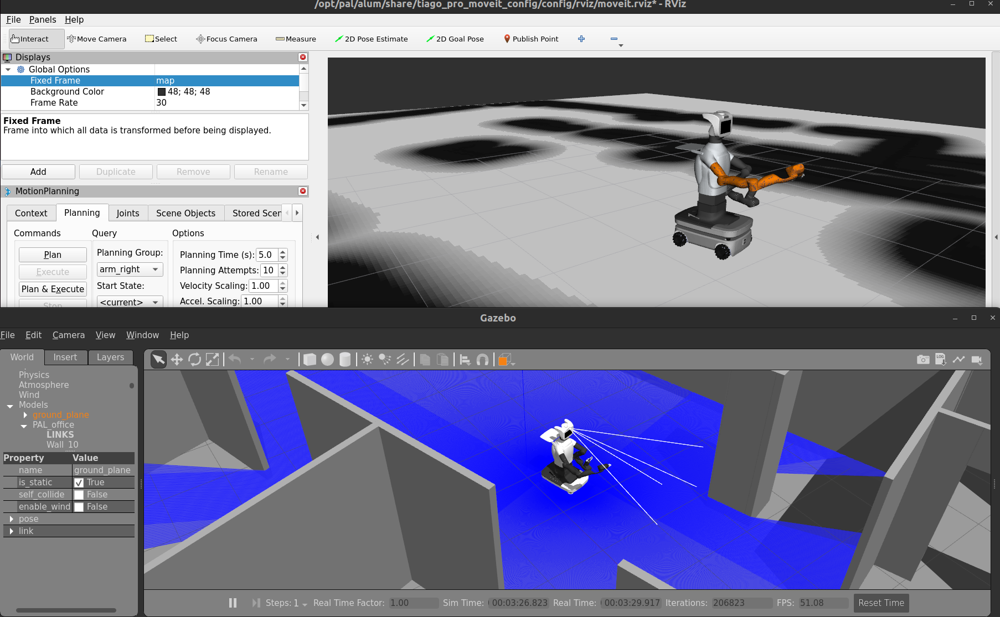 /opt/pal/alum/share/tiago_pro_moveit_config/config/rviz/moveit.rviz* - RViz
File Panels Help
Interact Move Camera Select Focus Camera Measure 2D Pose Estimate 2D Goal Pose Publish Point
Displays
Global Options
Fixed Frame map
Background Color 48; 48; 48
Frame Rate 30
Fixed Frame
Frame into which all data is transformed before being displayed.
Add Duplicate Remove Rename
MotionPlanning
Context Planning Joints Scene Objects Stored Scen
Commands Query Options
Plan Planning Group: Planning Time (s): 5.0
Execute arm_right Planning Attempts: 10
Plan & Execute Start State: Velocity Scaling: 1.00
Stop <current> Accel. Scaling: 1.00
Gazebo
File Edit Camera View Window Help
World Insert Layers
LOG
Physics
Atmosphere
Wind
Models
ground_plane
PAL_office
LINKS
Wall_10
Property Value
name ground_plane
is_static True
self_collide False
enable_wind False
pose
link
Steps: 1 Real Time Factor: 1.00 Sim Time: 00:03:26.823 Real Time: 00:03:29.917 Iterations: 206823 FPS: 51.08 Reset Time